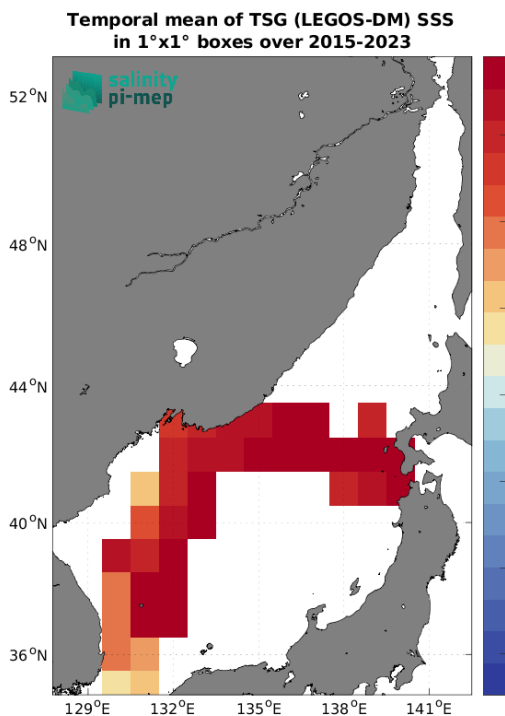 Temporal mean of TSG (LEGOS-DM) SSS
in 1°x1° boxes over 2015-2023
salinity
pi-mep
52°N
48°N
44°N
40°N
36°N
129°E 132°E 135°E 138°E 141°E